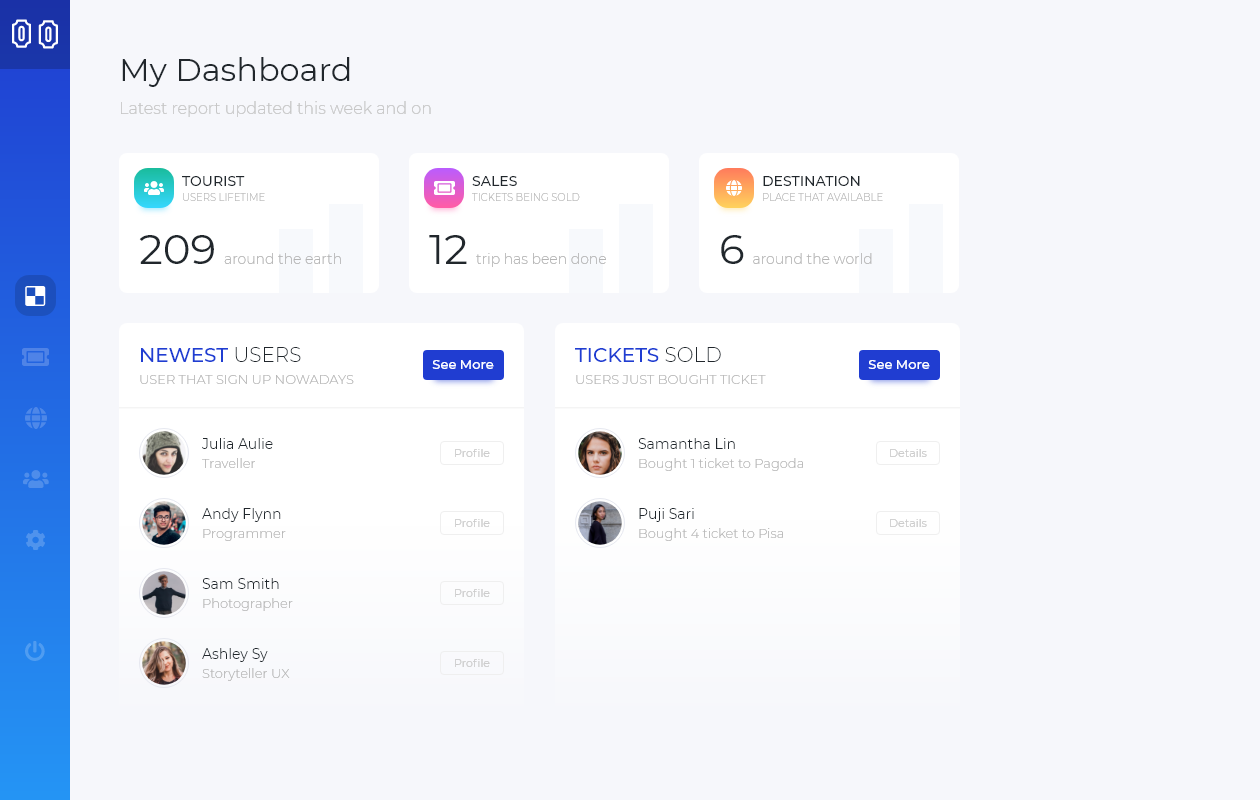 My Dashboard
Latest report updated this week and on
TOURIST
USERS LIFETIME
209 around the earth
SALES
TICKETS BEING SOLD
12 trip has been done
DESTINATION
PLACE THAT AVAILABLE
6 around the world
NEWEST USERS
USER THAT SIGN UP NOWADAYS
See More
Julia Aulie
Traveller
Profile
Andy Flynn
Programmer
Profile
Sam Smith
Photographer
Profile
Ashley Sy
Storyteller UX
Profile
TICKETS SOLD
USERS JUST BOUGHT TICKET
See More
Samantha Lin
Bought 1 ticket to Pagoda
Details
Puji Sari
Bought 4 ticket to Pisa
Details